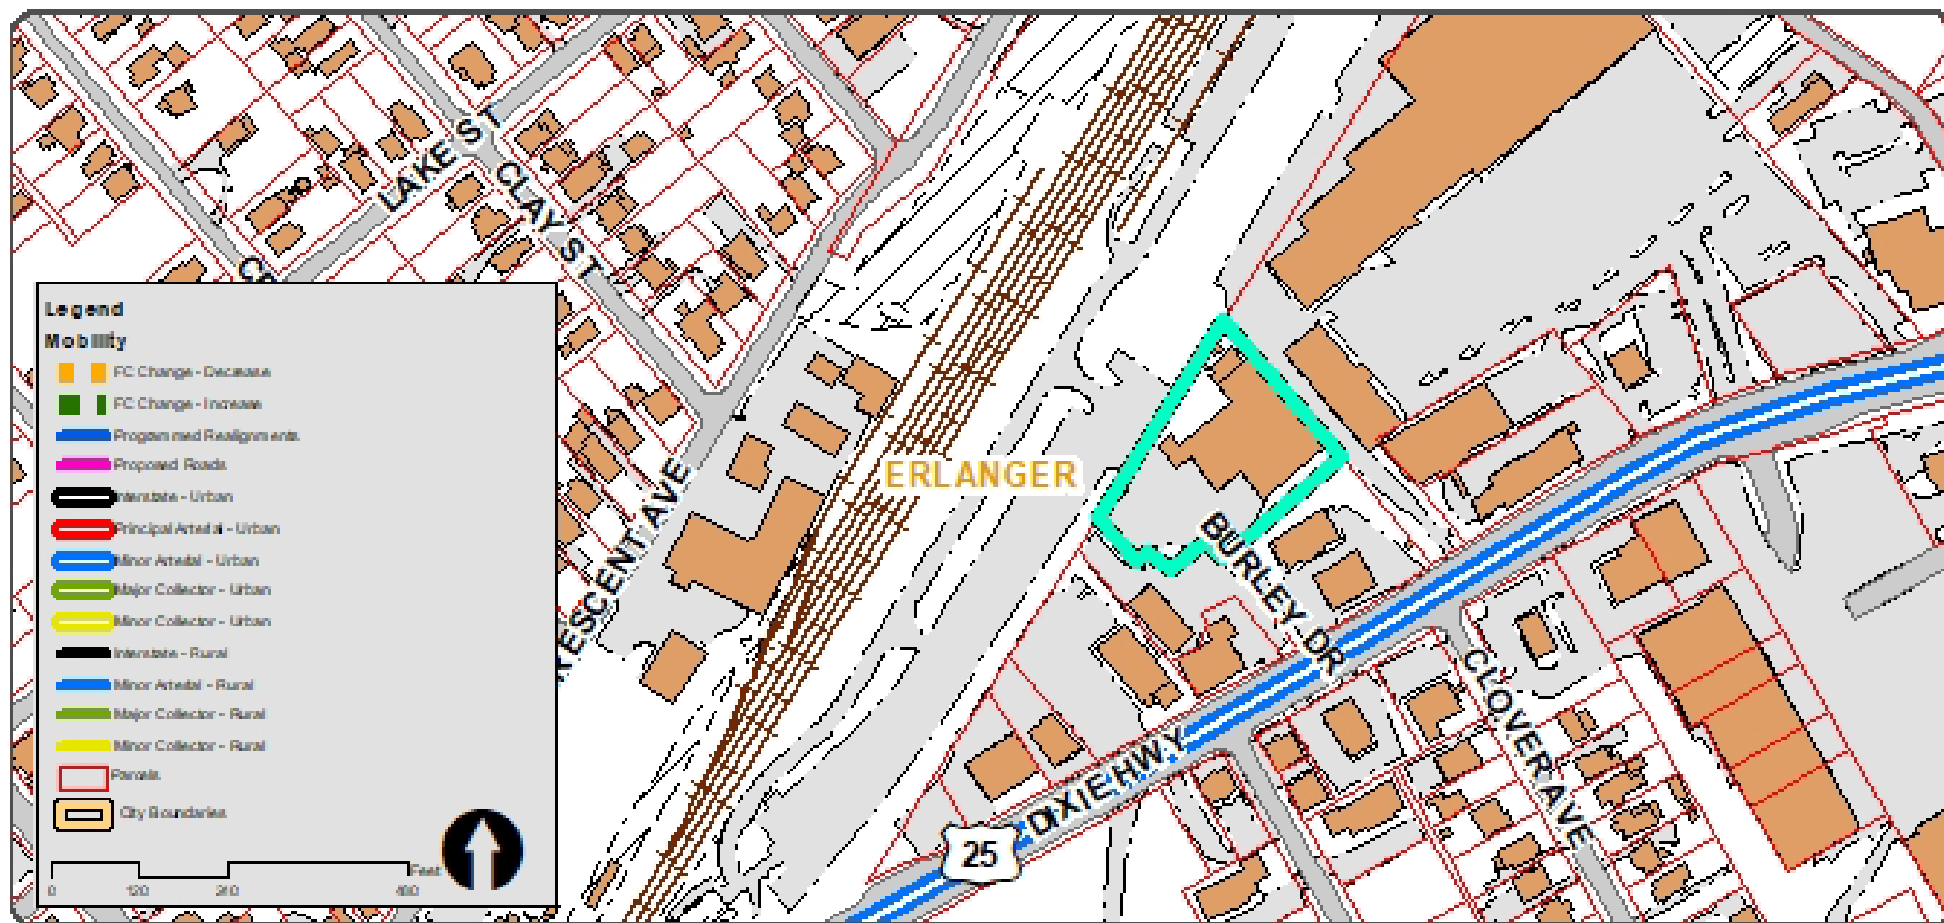 LAKE ST
CLAY ST
CR
Legend
Mobility
FC Change - Decrease
FC Change - Increase
Programmed Realignments
Proposed Roads
Interstate - Urban
Principal Arterial - Urban
Minor Arterial - Urban
Major Collector - Urban
Minor Collector - Urban
Interstate - Rural
Minor Arterial - Rural
Major Collector - Rural
Minor Collector - Rural
Parcels
City Boundaries
Feet
0 120 240 480
RESCENT AVE
ERLANGER
BURLEY DR
CLOVER AVE
DIXIE HWY
25